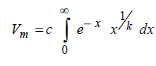 V_m = c ∫_0^∞ e^{-x} x^{1/k} dx